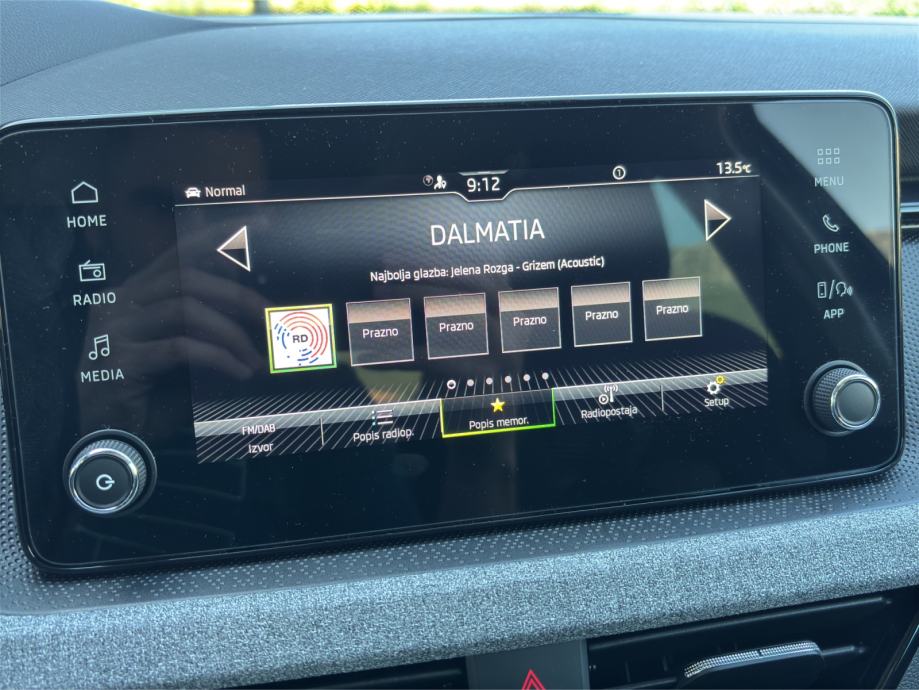 Normal
9:12
1
13.5°C
HOME
RADIO
MEDIA
MENU
PHONE
APP
DALMATIA
Najbolja glazba: Jelena Rozga - Grizem (Acoustic)
RD
Prazno
Prazno
Prazno
Prazno
Prazno
FM/DAB
Izvor
Popis radiop.
Popis memor.
Radiopostaja
Setup